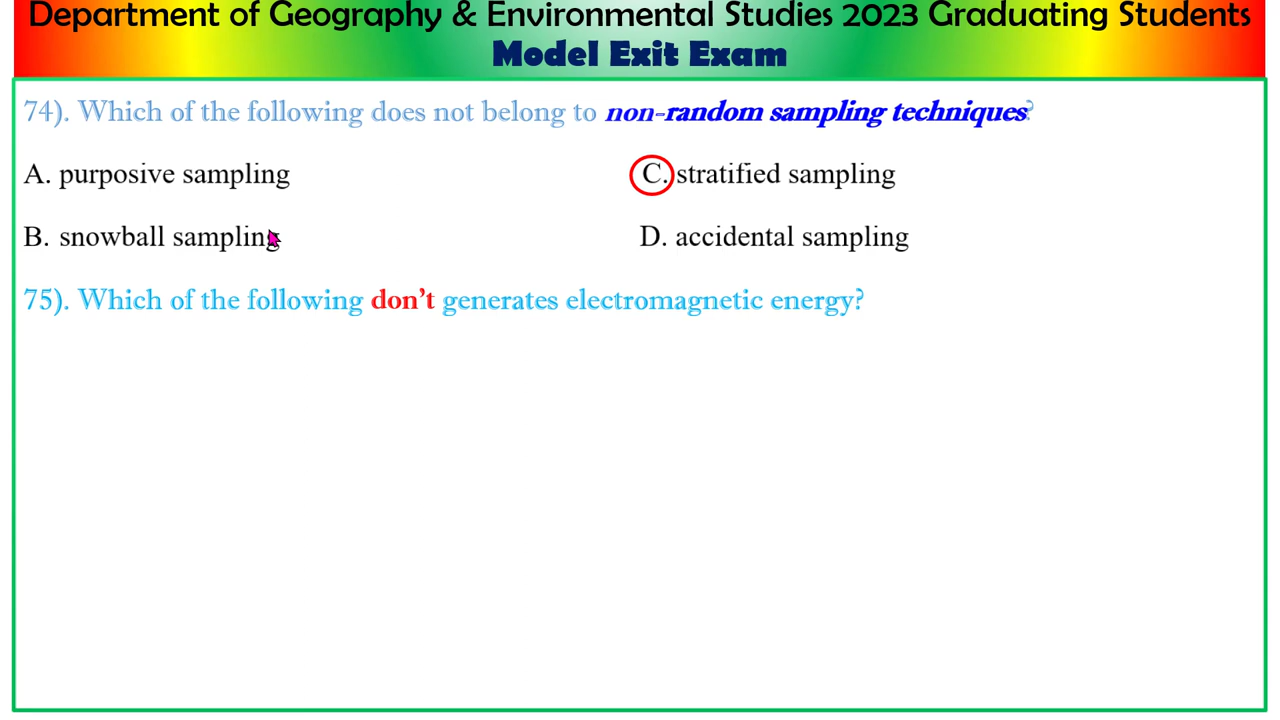 Department of Geography & Environmental Studies 2023 Graduating Students
Model Exit Exam
74). Which of the following does not belong to non-random sampling techniques?
A. purposive sampling
C. stratified sampling
B. snowball sampling
D. accidental sampling
75). Which of the following don't generates electromagnetic energy?